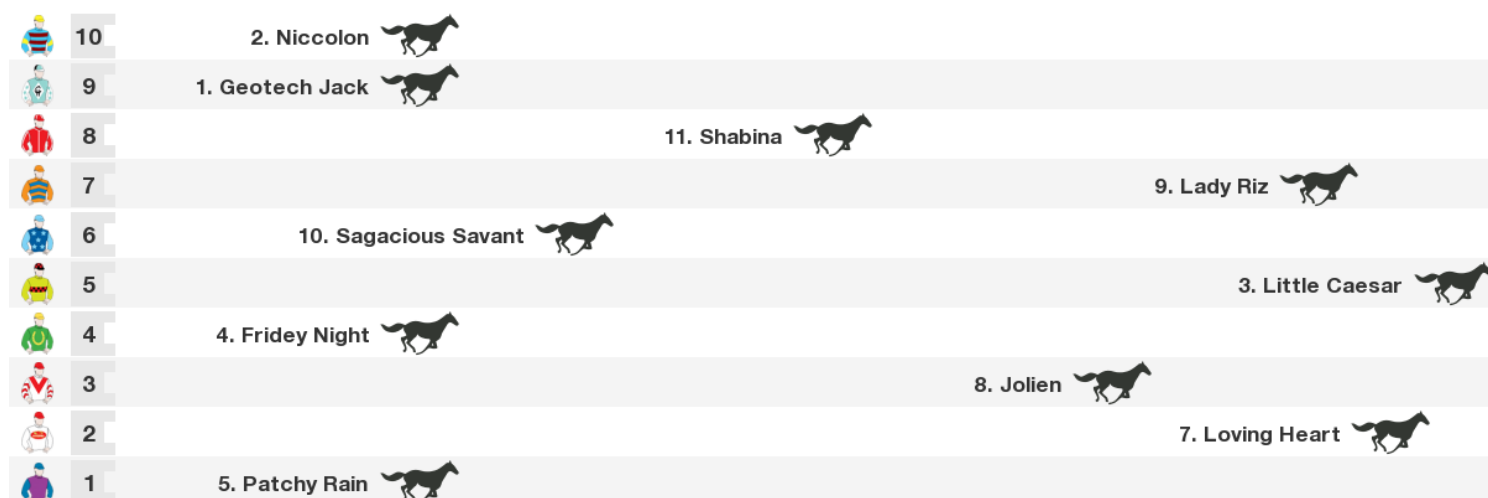 10 2. Niccolon
9 1. Geotech Jack
8 11. Shabina
7 9. Lady Riz
6 10. Sagacious Savant
5 3. Little Caesar
4 4. Fridey Night
3 8. Jolien
2 7. Loving Heart
1 5. Patchy Rain